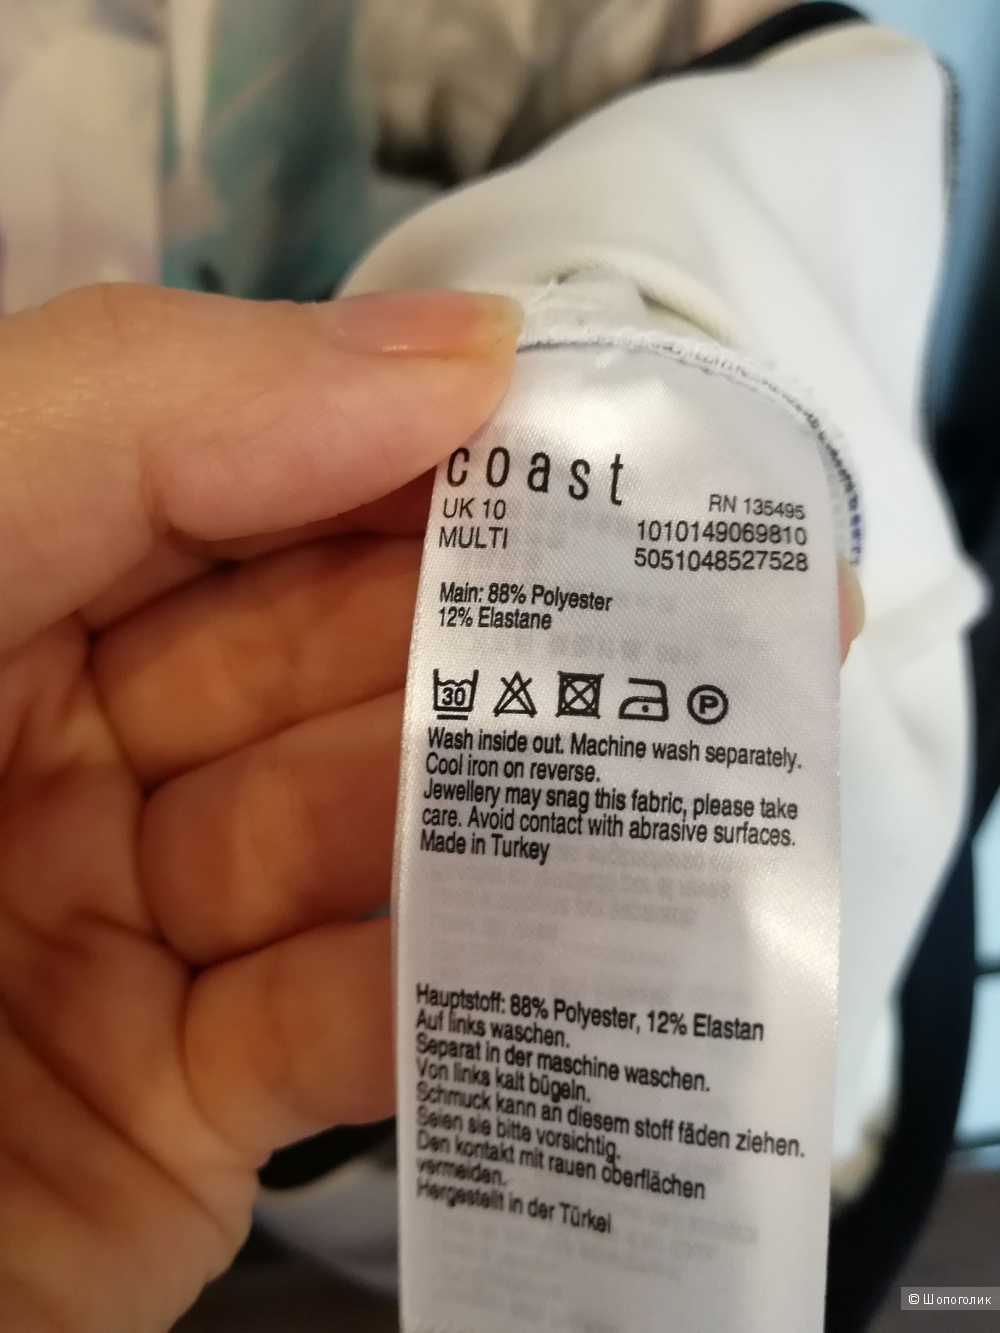 coast
UK 10
RN 135495
MULTI
1010149069810
5051048527528
Main: 88% Polyester
12% Elastane
30
P
Wash inside out. Machine wash separately.
Cool iron on reverse.
Jewellery may snag this fabric, please take
care. Avoid contact with abrasive surfaces.
Made in Turkey
Hauptstoff: 88% Polyester, 12% Elastan
Auf links waschen.
Separat in der maschine waschen.
Von links kalt bügeln.
Schmuck kann an diesem stoff fäden ziehen.
Seien sie bitte vorsichtig.
Den kontakt mit rauen oberflächen
vermeiden.
Hergestellt in der Türkei
© Шопоголик